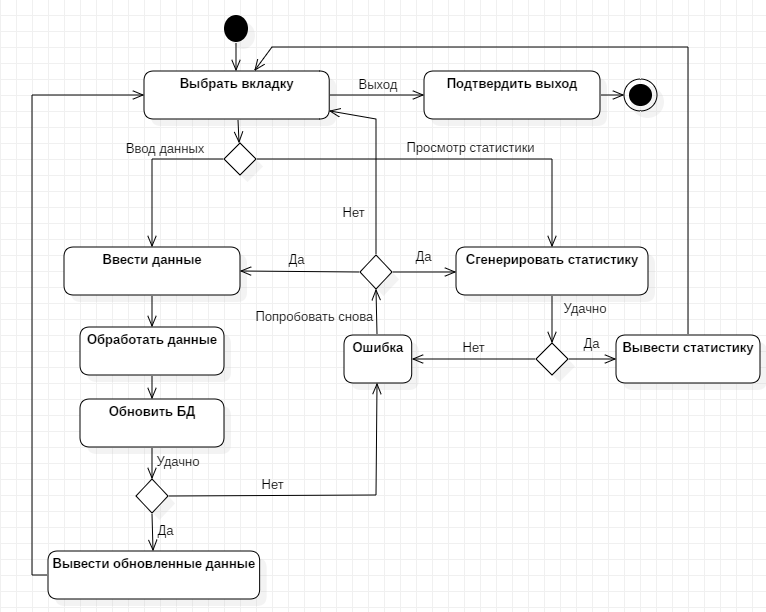 Выбрать вкладку
Выход
Подтвердить выход
Ввод данных
Просмотр статистики
Нет
Ввести данные
Да
Да
Сгенерировать статистику
Попробовать снова
Удачно
Обработать данные
Ошибка
Нет
Да
Вывести статистику
Обновить БД
Удачно
Нет
Да
Вывести обновленные данные